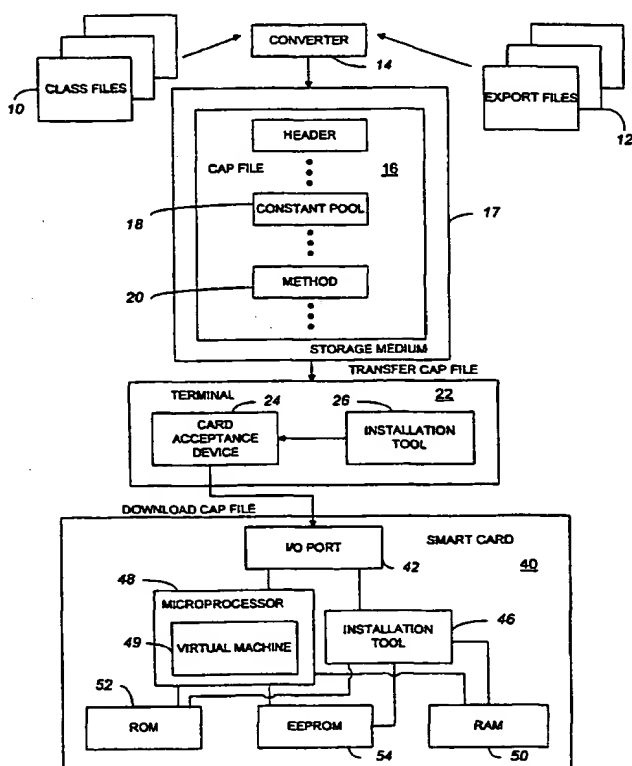 CONVERTER
14
CLASS FILES
10
EXPORT FILES
12
HEADER
CAP FILE
16
18
CONSTANT POOL
17
20
METHOD
STORAGE MEDIUM
TRANSFER CAP FILE
TERMINAL
24
26
22
CARD
ACCEPTANCE
DEVICE
INSTALLATION
TOOL
DOWNLOAD CAP FILE
I/O PORT
SMART CARD
40
42
48
MICROPROCESSOR
46
49
VIRTUAL MACHINE
INSTALLATION
TOOL
52
ROM
EEPROM
RAM
54
50